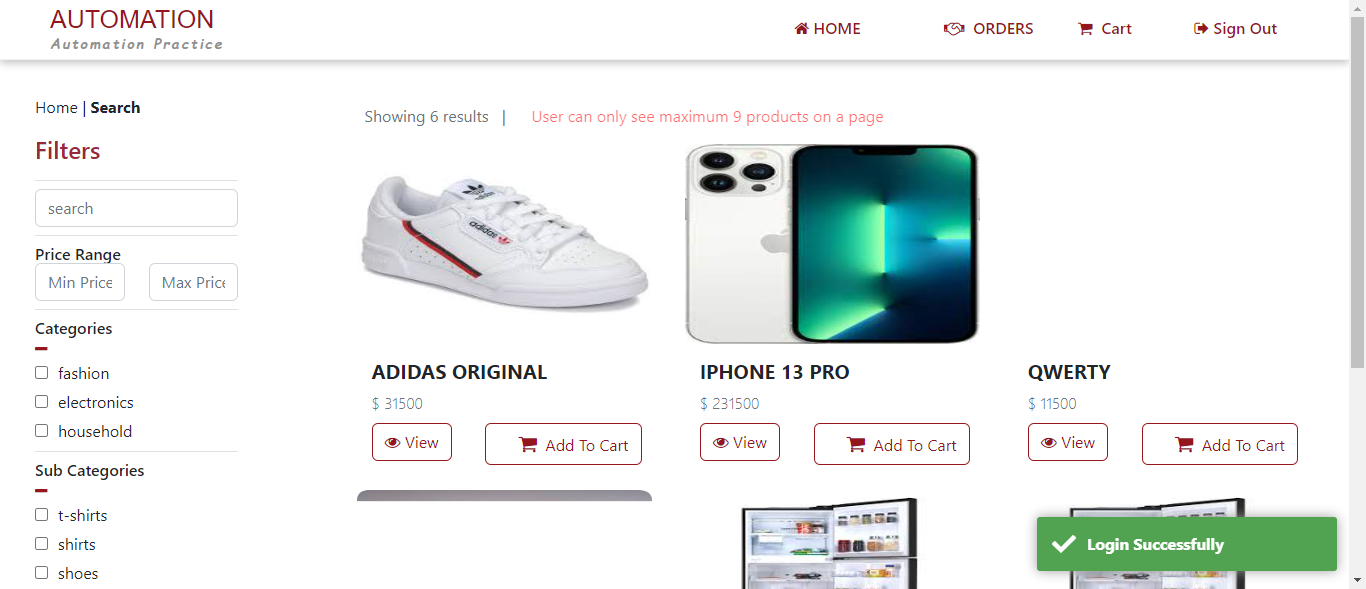 AUTOMATION
Automation Practice
HOME
ORDERS
Cart
Sign Out
Home | Search
Filters
search
Price Range
Min Price
Max Price
Categories
fashion
electronics
household
Sub Categories
t-shirts
shirts
shoes
Showing 6 results |
User can only see maximum 9 products on a page
adidas
ADIDAS ORIGINAL
$ 31500
View
Add To Cart
IPHONE 13 PRO
$ 231500
View
Add To Cart
QWERTY
$ 11500
View
Add To Cart
Login Successfully